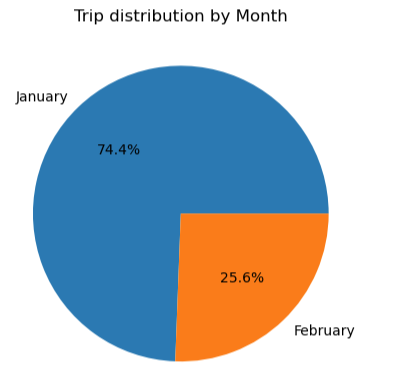 Trip distribution by Month
January
74.4%
25.6%
February